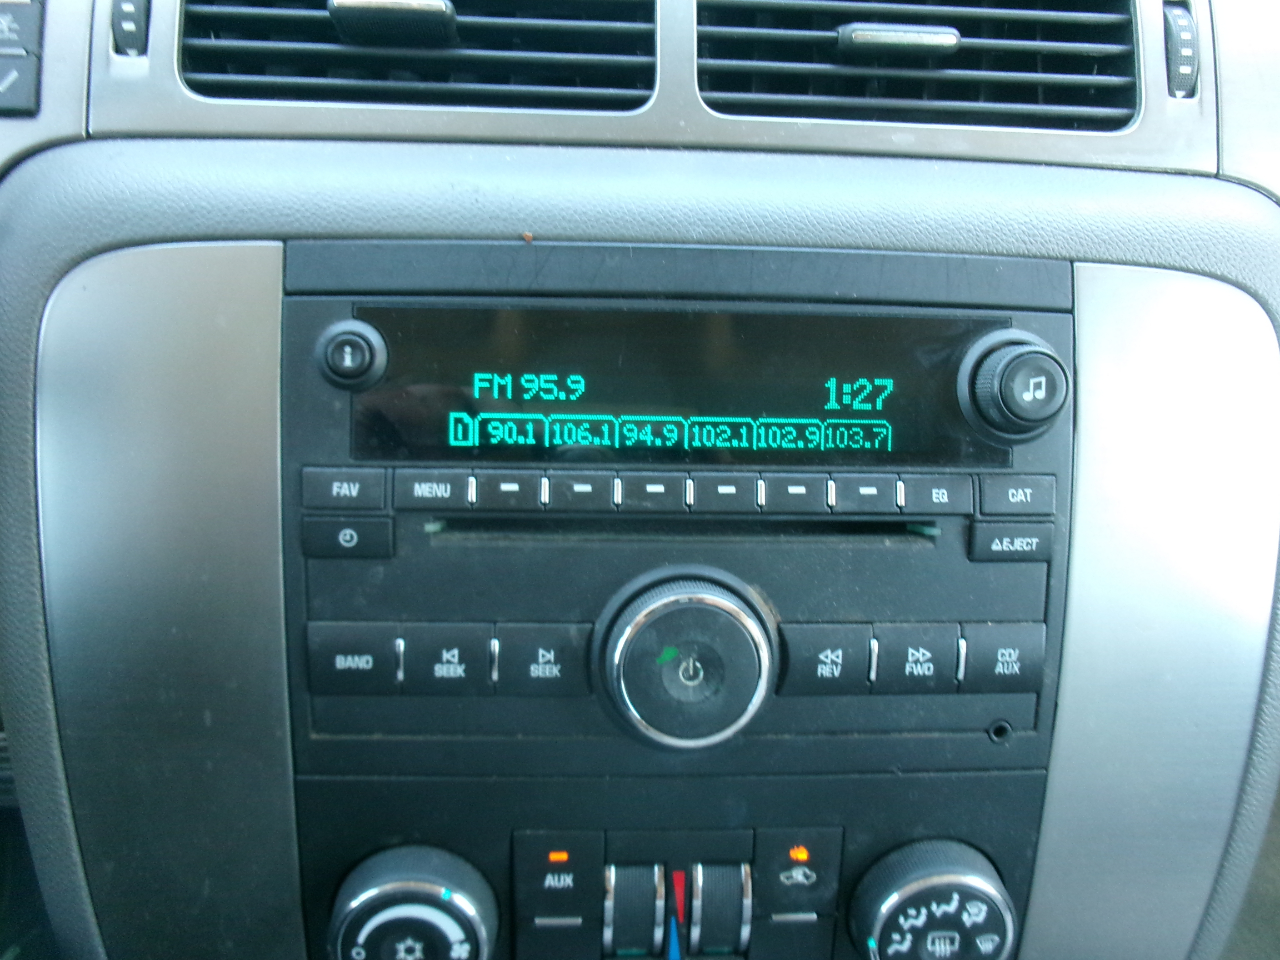 i
FM 95.9 1:27
1 90.1 106.1 94.9 102.1 102.9 103.7
FAV MENU EQ CAT
EJECT
BAND SEEK SEEK REV FWD CD/
AUX
AUX